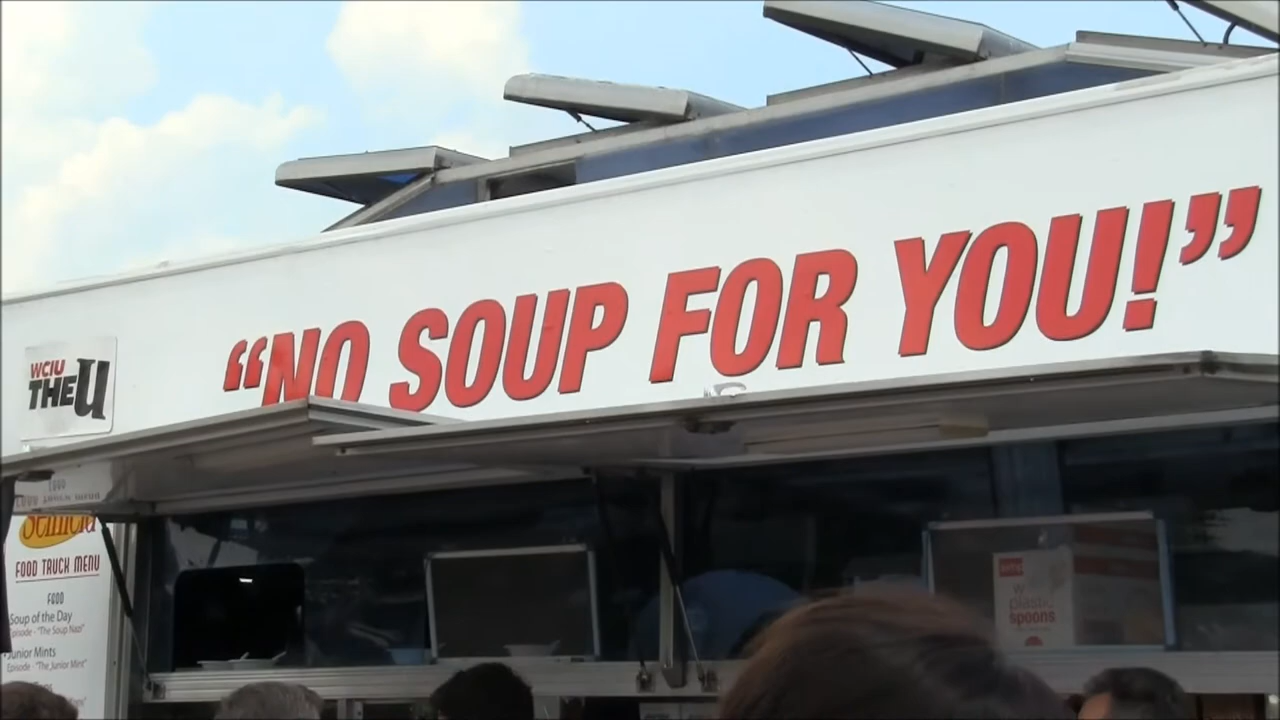 “NO SOUP FOR YOU!”
WCIU
THE U
Seinfeld
FOOD TRUCK MENU
FOOD
Soup of the Day
Episode - "The Soup Nazi"
Junior Mints
Episode - "The Junior Mint"
plastic
spoons